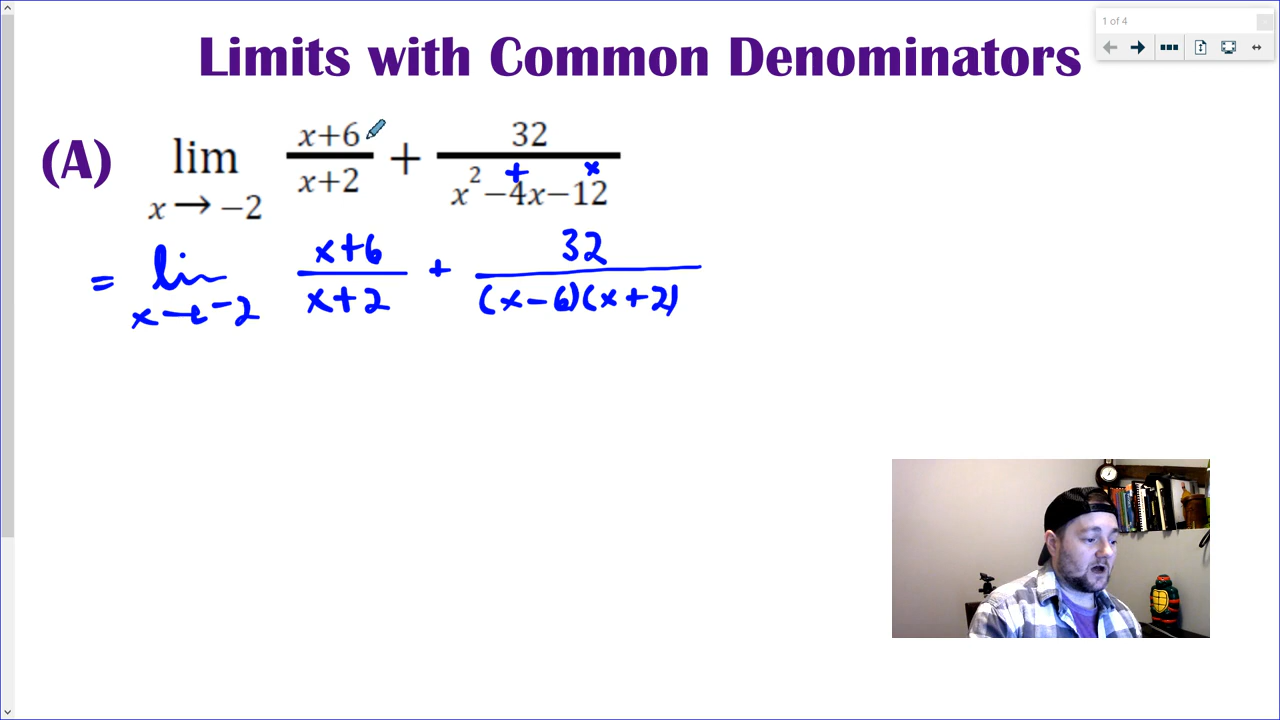 1 of 4
Limits with Common Denominators
(A) lim x→−2 x+6/x+2 + 32/x²−4x−12
+ x
= lim x→-2 x+6/x+2 + 32/(x-6)(x+2)